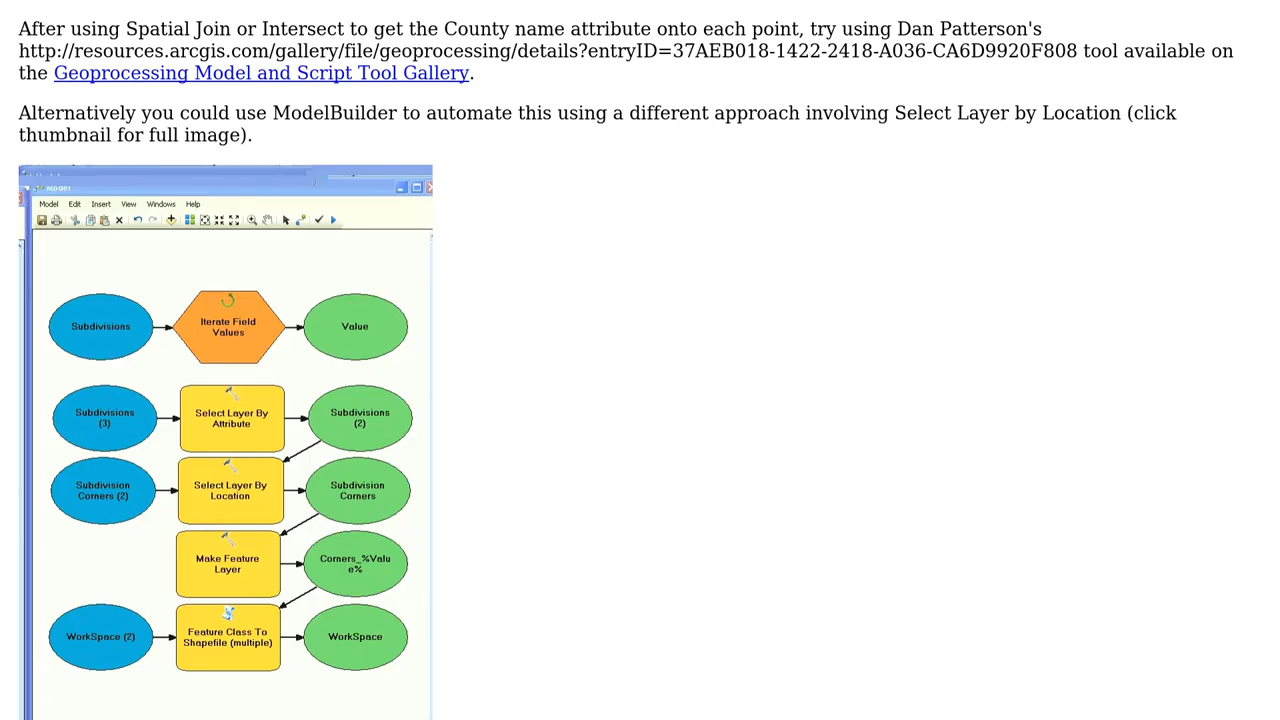 After using Spatial Join or Intersect to get the County name attribute onto each point, try using Dan Patterson's
http://resources.arcgis.com/gallery/file/geoprocessing/details?entryID=37AEB018-1422-2418-A036-CA6D9920F808 tool available on
the Geoprocessing Model and Script Tool Gallery.
Alternatively you could use ModelBuilder to automate this using a different approach involving Select Layer by Location (click
thumbnail for full image).
Model
Model Edit Insert View Windows Help
Subdivisions
Iterate Field
Values
Value
Subdivisions
(3)
Select Layer By
Attribute
Subdivisions
(2)
Subdivision
Corners (2)
Select Layer By
Location
Subdivision
Corners
Make Feature
Layer
Corners_%Valu
e%
WorkSpace (2)
Feature Class To
Shapefile (multiple)
WorkSpace